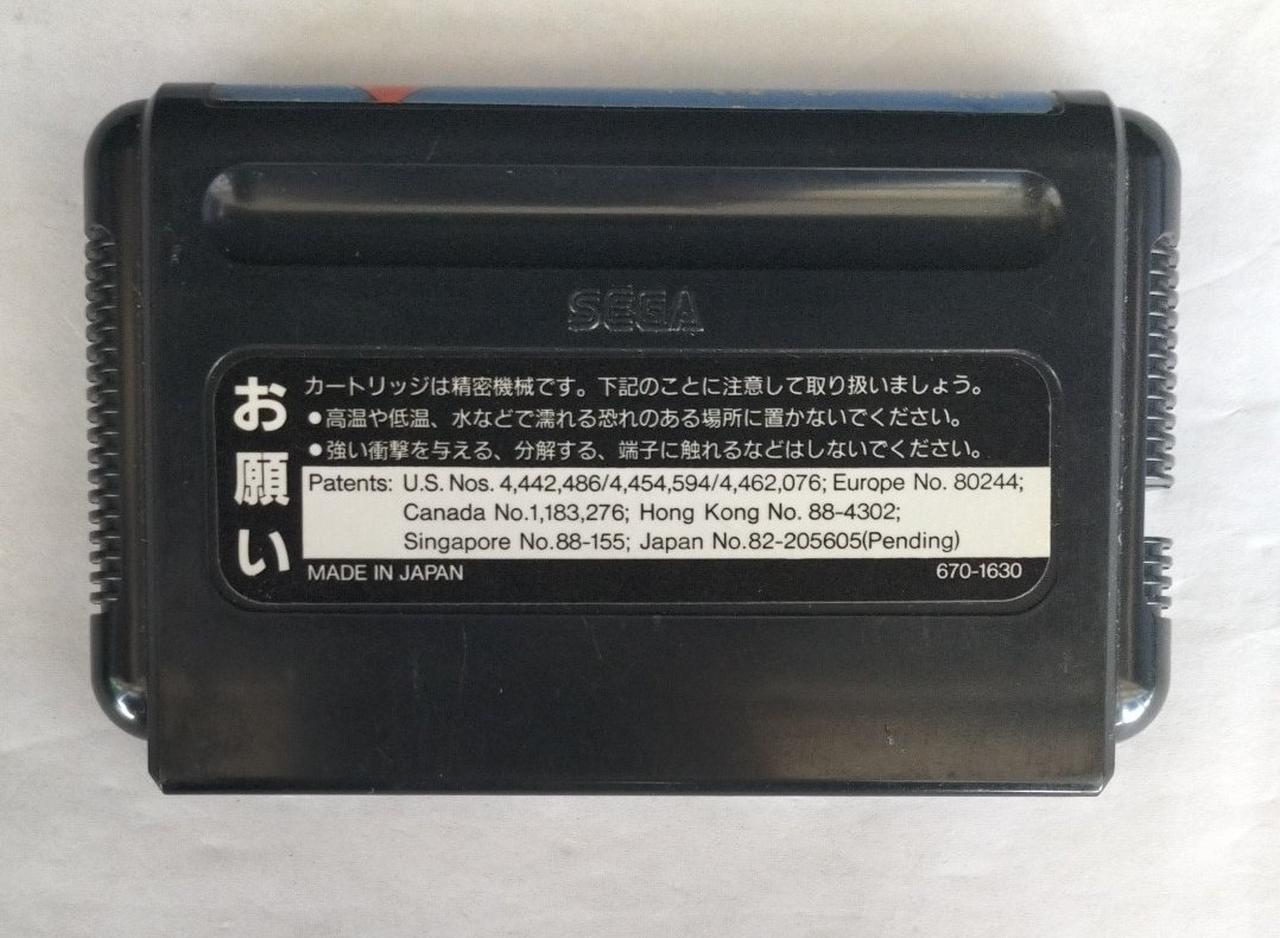 SEGA
お願い
カートリッジは精密機械です。下記のことに注意して取り扱いましょう。
●高温や低温、水などで濡れる恐れのある場所に置かないでください。
●強い衝撃を与える、分解する、端子に触れるなどはしないでください。
Patents: U.S. Nos. 4,442,486/4,454,594/4,462,076; Europe No. 80244;
Canada No.1,183,276; Hong Kong No. 88-4302;
Singapore No.88-155; Japan No.82-205605(Pending)
MADE IN JAPAN 670-1630